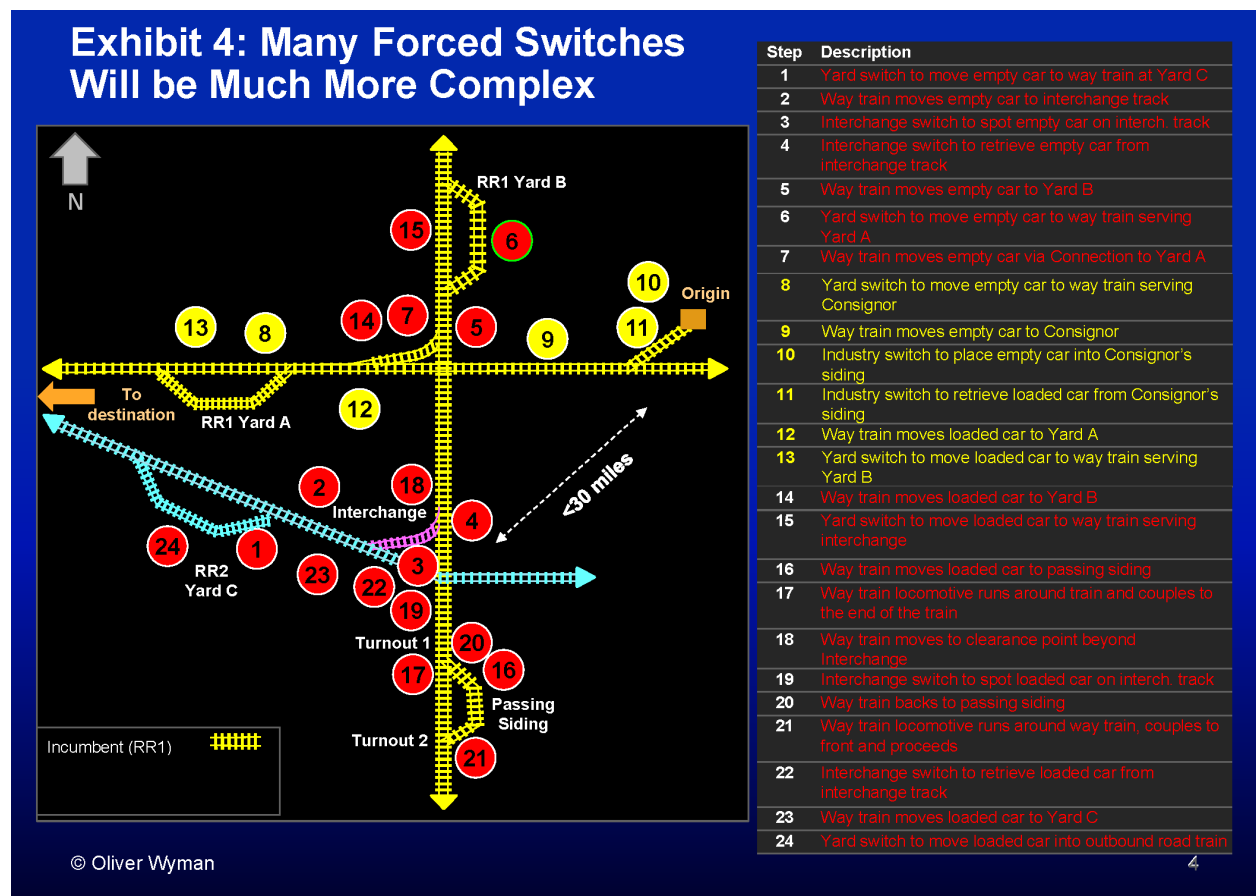 Exhibit 4: Many Forced Switches
Will be Much More Complex
N
RR1 Yard B
15
6
10
Origin
14
7
13
8
5
9
11
To
destination
RR1 Yard A
12
<30 miles
2
18
Interchange
4
24
1
RR2
Yard C
23
22
3
19
Turnout 1
20
17
16
Passing
Siding
Turnout 2
21
Incumbent (RR1)
Step Description
1 Yard switch to move empty car to way train at Yard C
2 Way train moves empty car to interchange track
3 Interchange switch to spot empty car on interch. track
4 Interchange switch to retrieve empty car from
interchange track
5 Way train moves empty car to Yard B
6 Yard switch to move empty car to way train serving
Yard A
7 Way train moves empty car via Connection to Yard A
8 Yard switch to move empty car to way train serving
Consignor
9 Way train moves empty car to Consignor
10 Industry switch to place empty car into Consignor's
siding
11 Industry switch to retrieve loaded car from Consignor's
siding
12 Way train moves loaded car to Yard A
13 Yard switch to move loaded car to way train serving
Yard B
14 Way train moves loaded car to Yard B
15 Yard switch to move loaded car to way train serving
interchange
16 Way train moves loaded car to passing siding
17 Way train locomotive runs around train and couples to
the end of the train
18 Way train moves to clearance point beyond
Interchange
19 Interchange switch to spot loaded car on interch. track
20 Way train backs to passing siding
21 Way train locomotive runs around way train, couples to
front and proceeds
22 Interchange switch to retrieve loaded car from
interchange track
23 Way train moves loaded car to Yard C
24 Yard switch to move loaded car into outbound road train
© Oliver Wyman
4